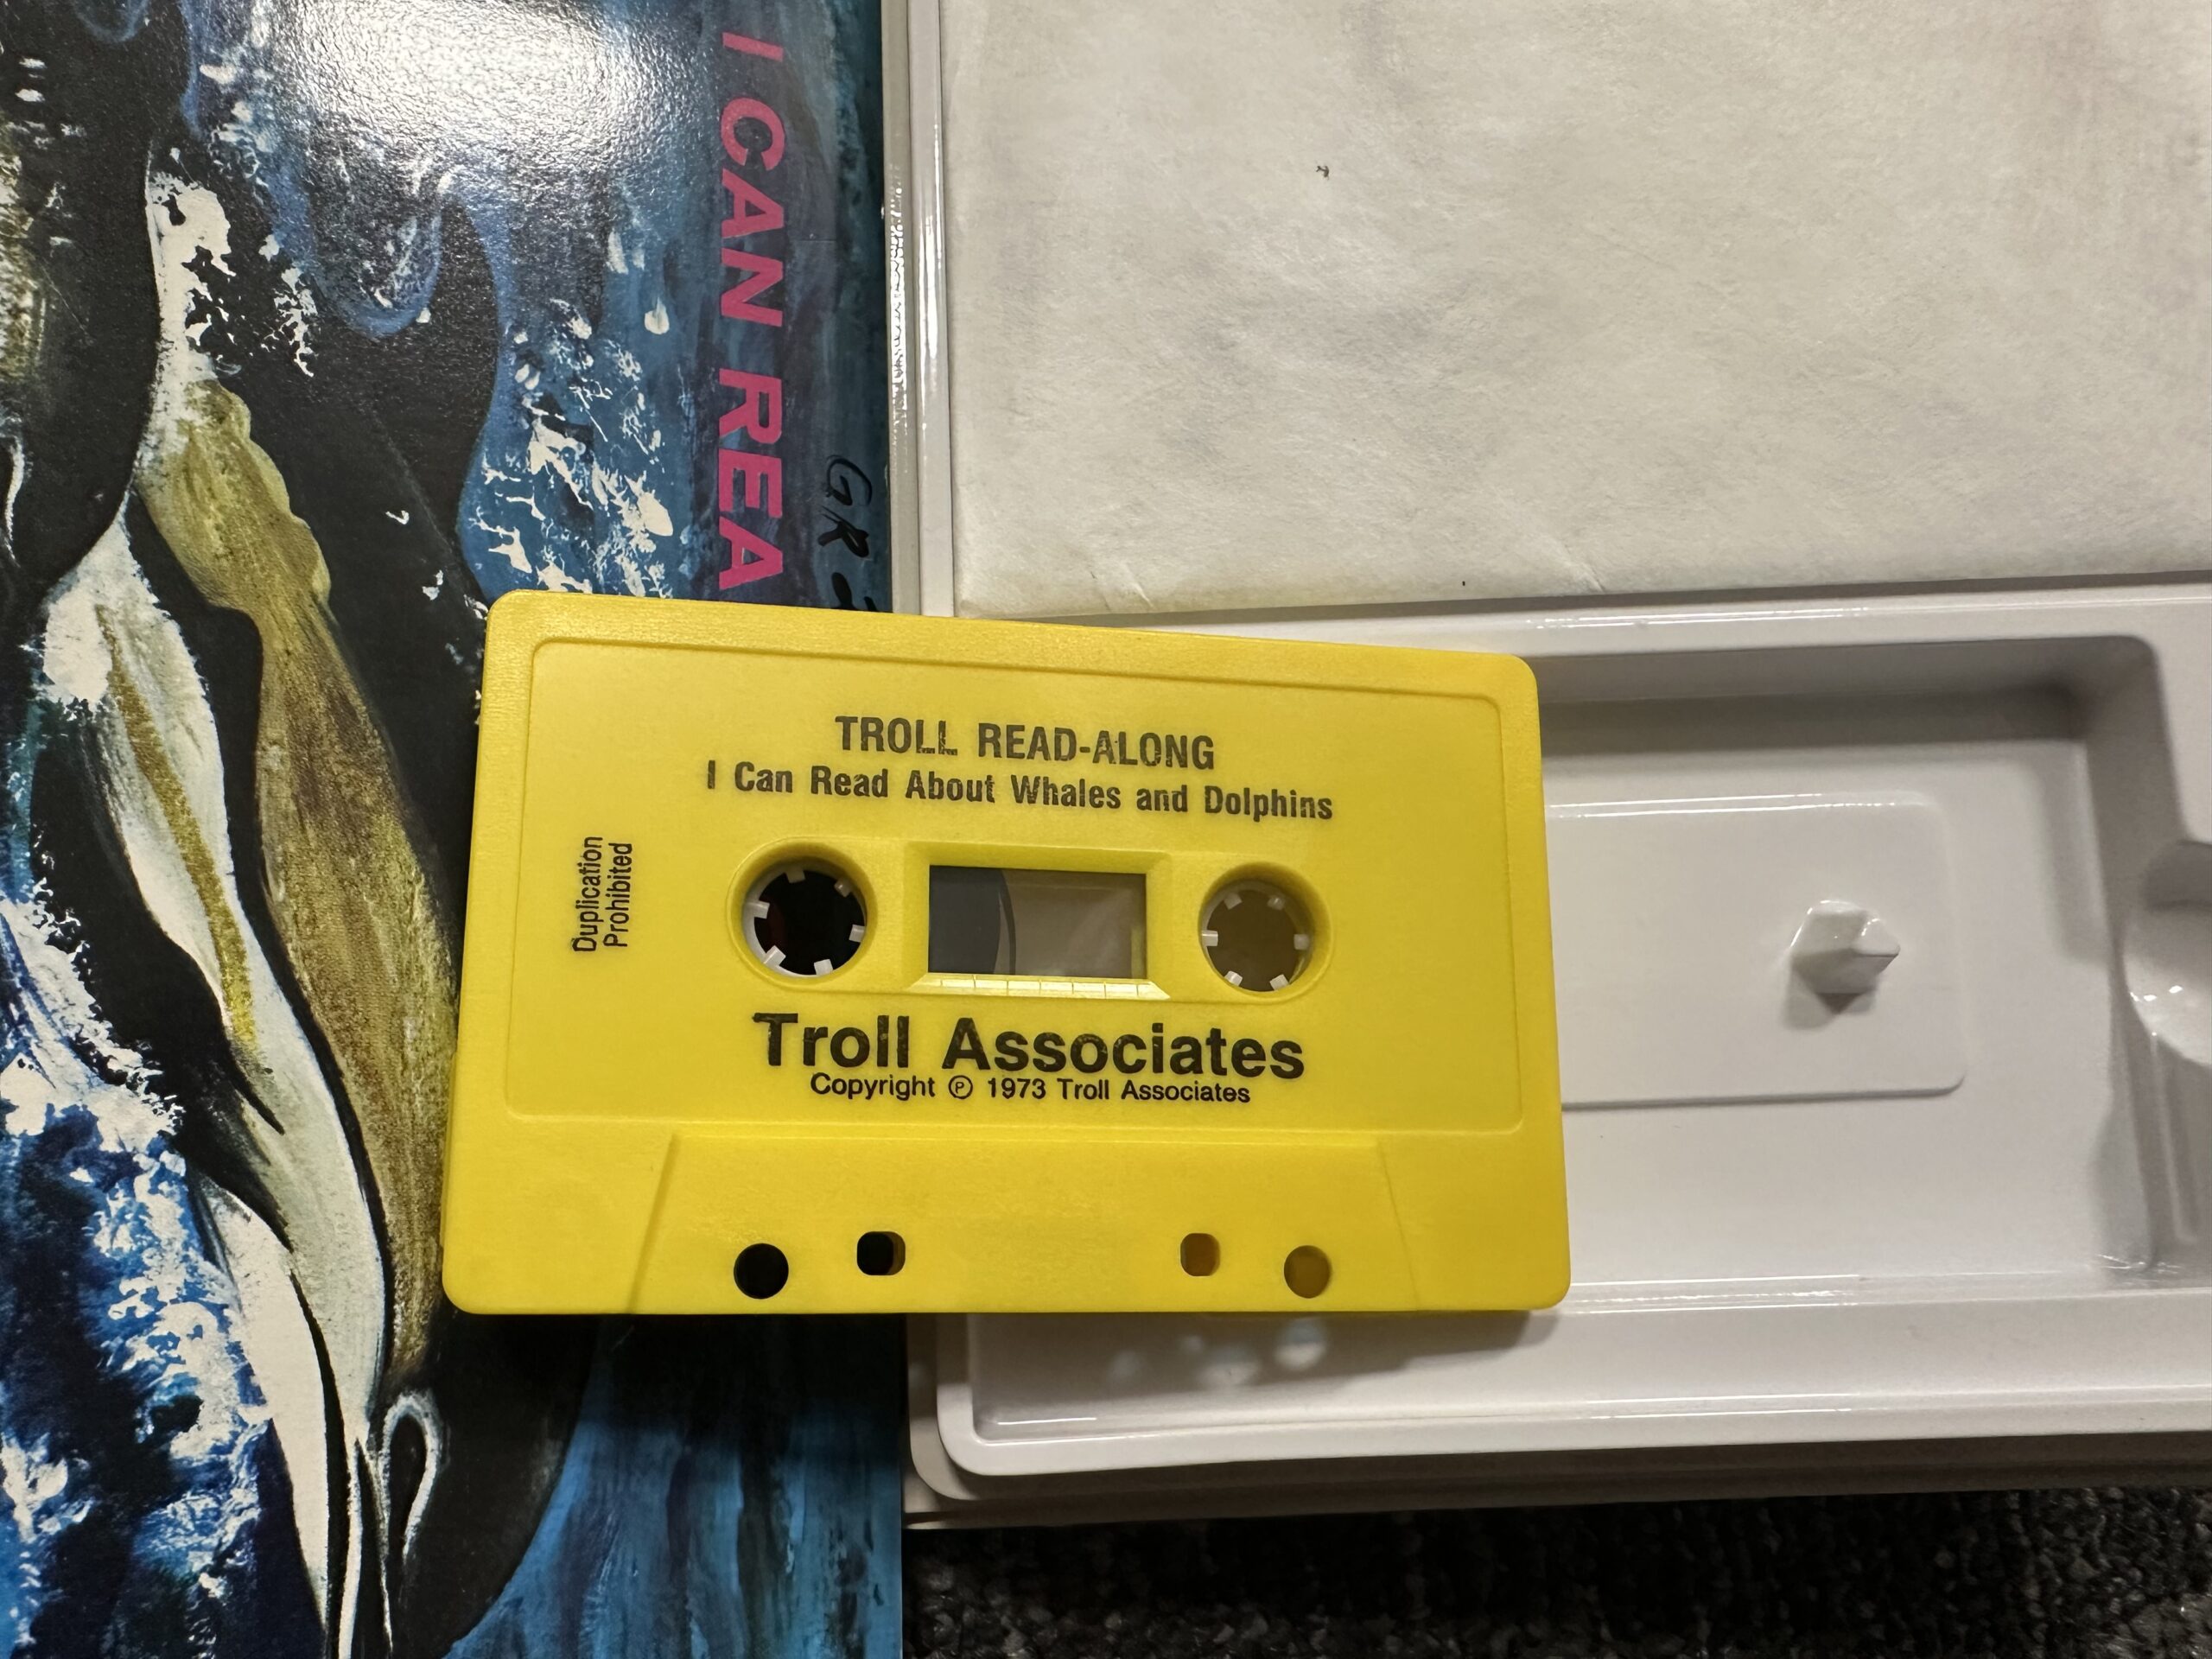 I CAN REA
GR
TROLL READ-ALONG
I Can Read About Whales and Dolphins
Duplication
Prohibited
Troll Associates
Copyright ℗ 1973 Troll Associates